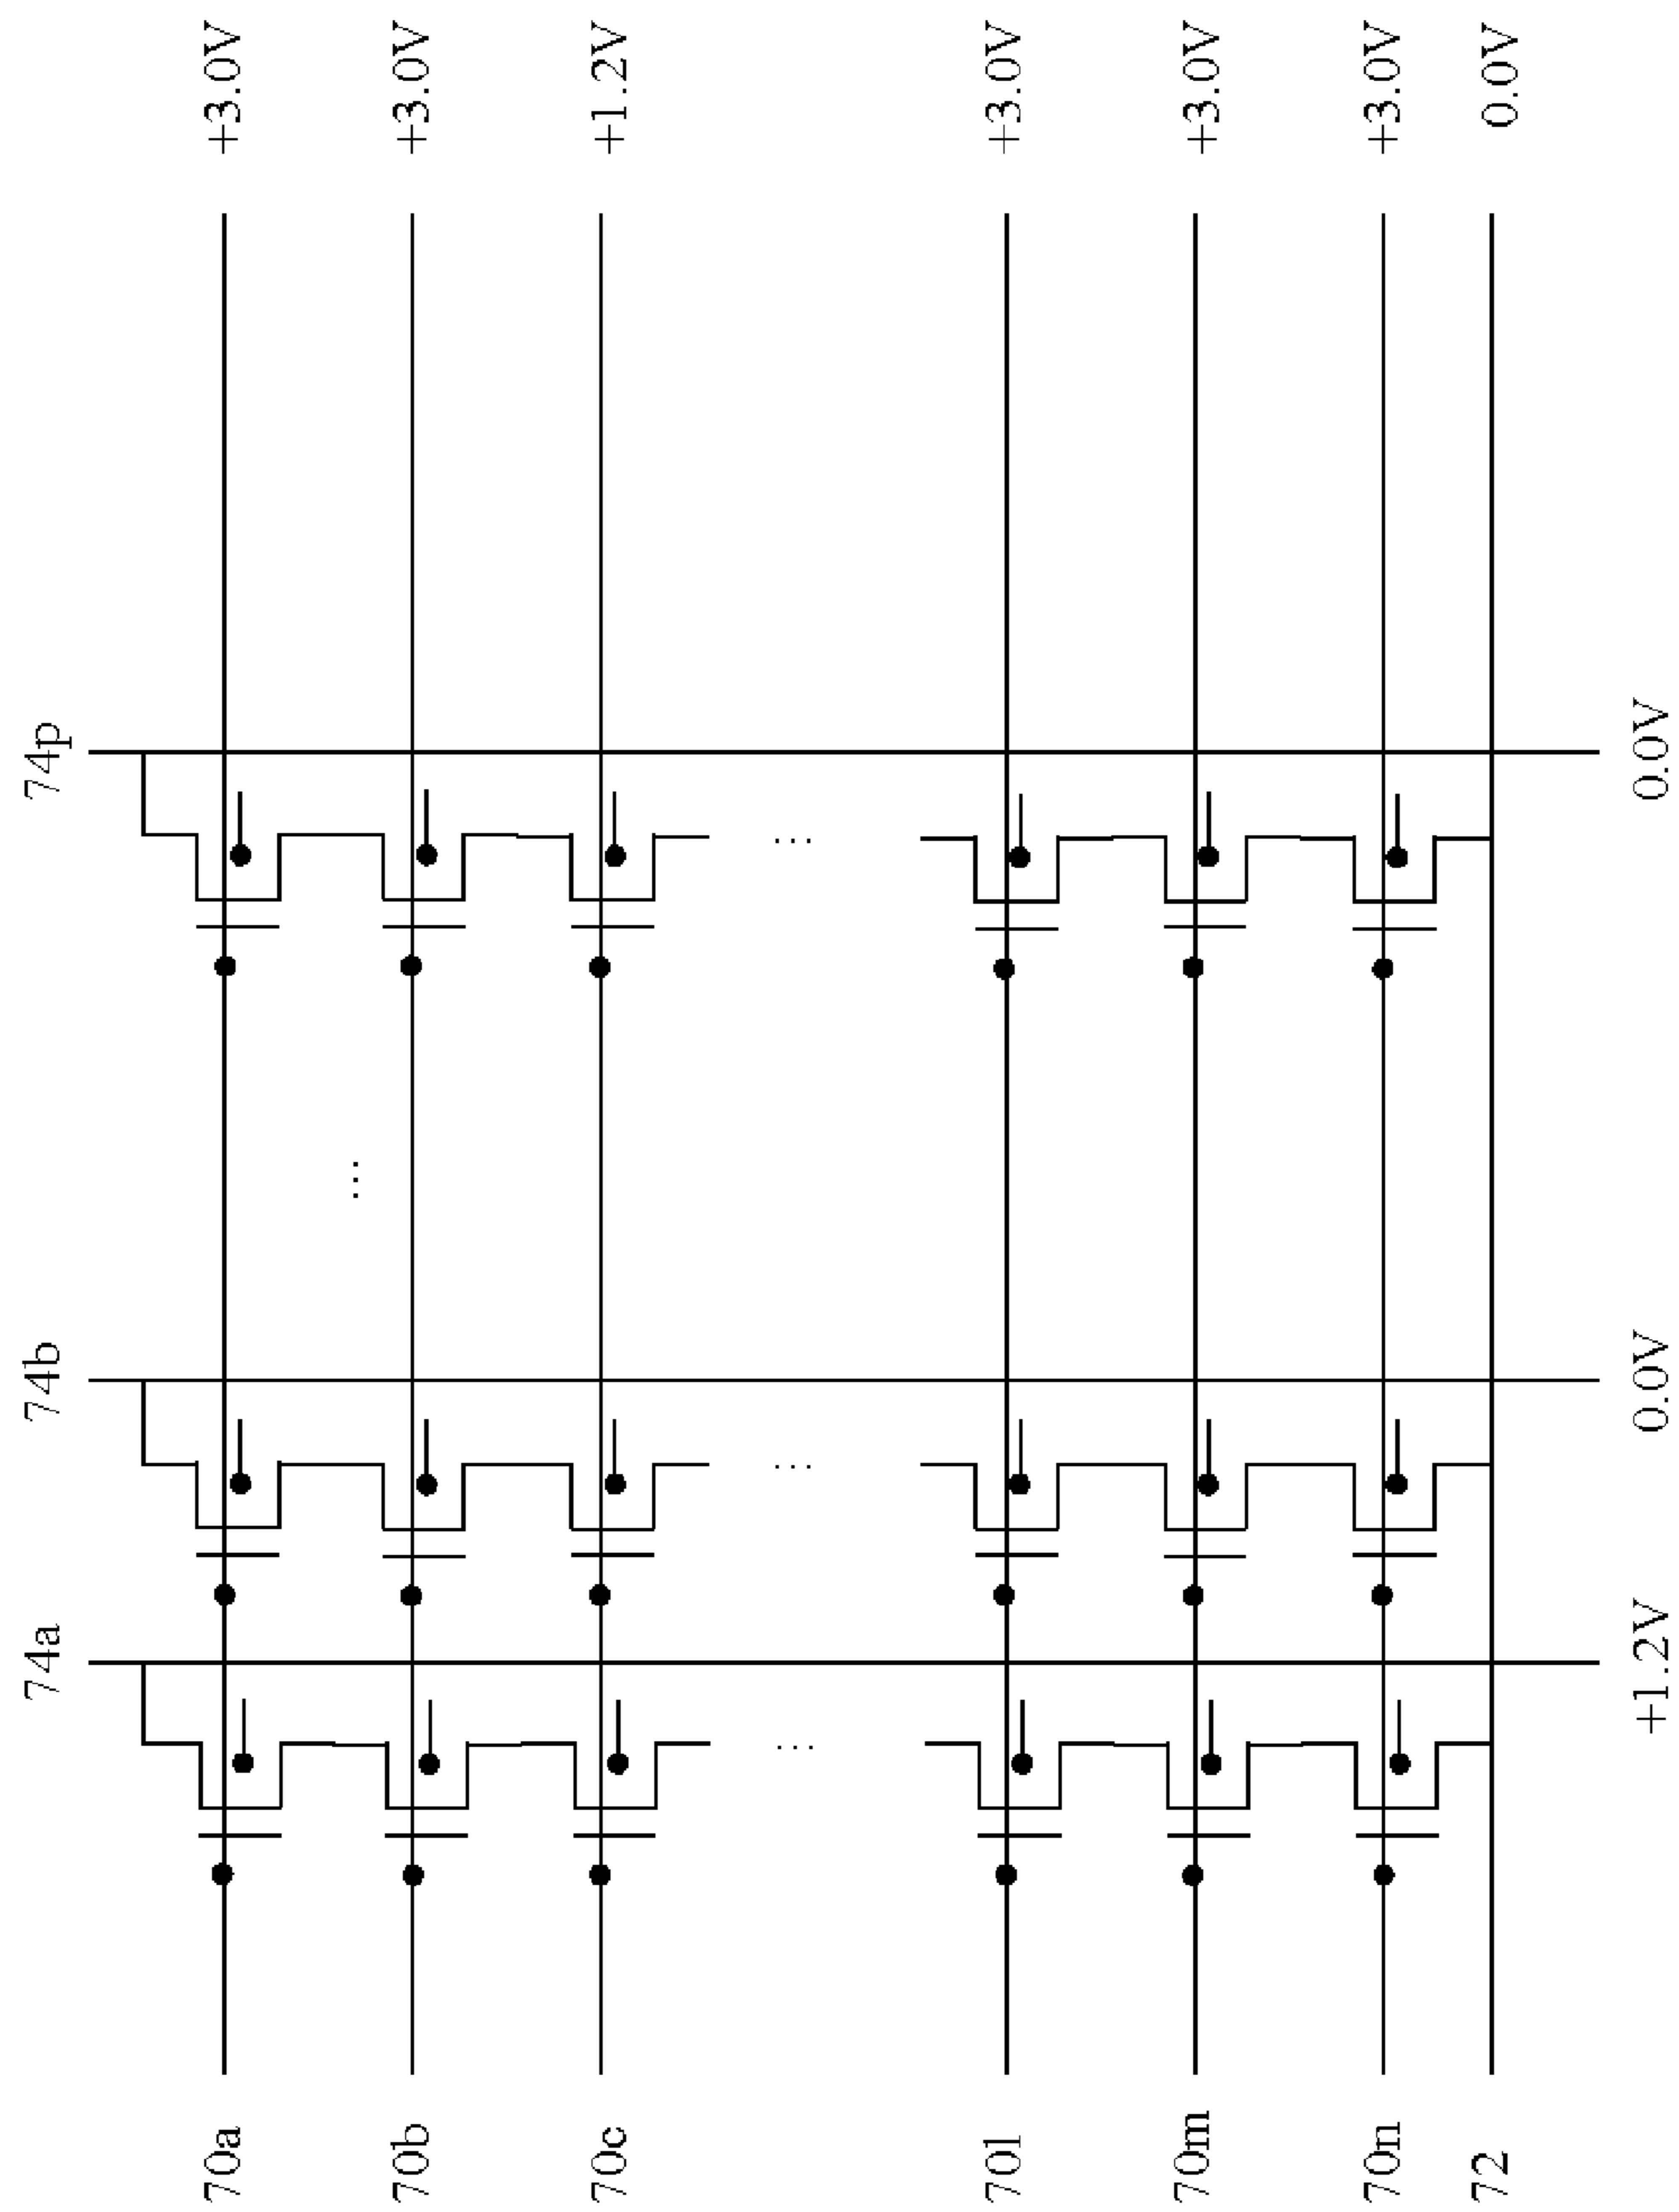 74a 74b 74p
70a +3.0V
70b +3.0V
...
70c +1.2V
... ... ...
70l +3.0V
70m +3.0V
70n +3.0V
72 0.0V
+1.2V 0.0V 0.0V